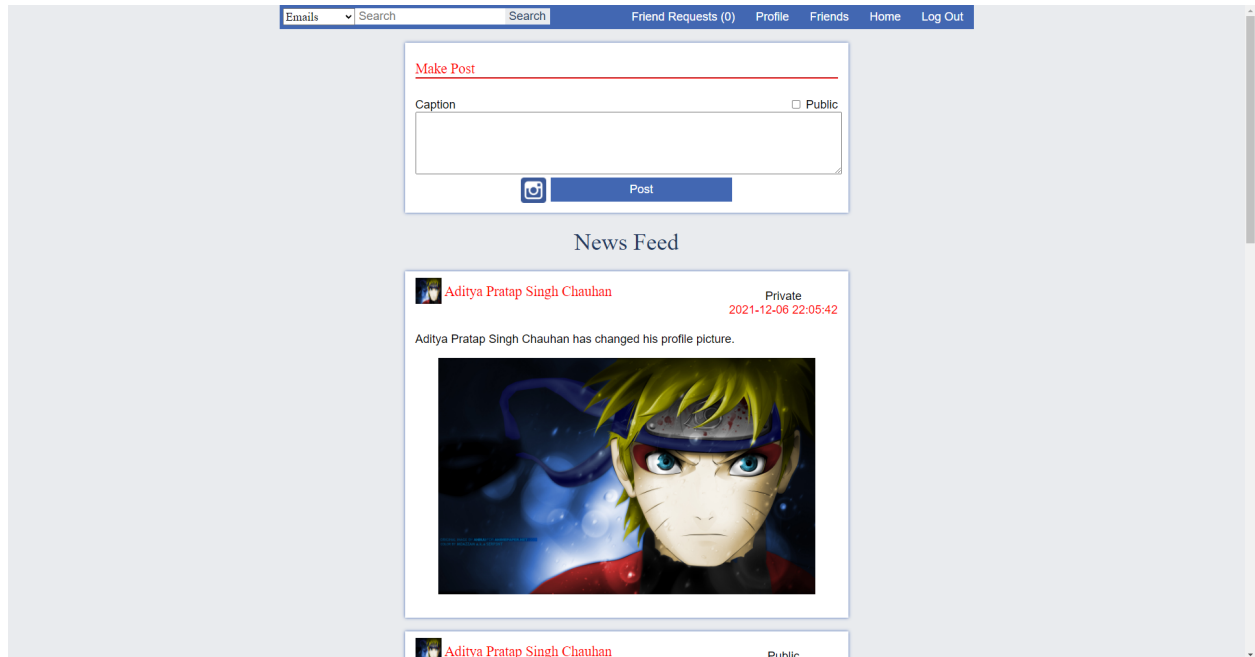 Emails Search Search Friend Requests (0) Profile Friends Home Log Out
Make Post
Caption Public
Post
News Feed
Aditya Pratap Singh Chauhan
Private
2021-12-06 22:05:42
Aditya Pratap Singh Chauhan has changed his profile picture.
Aditya Pratap Singh Chauhan
Public